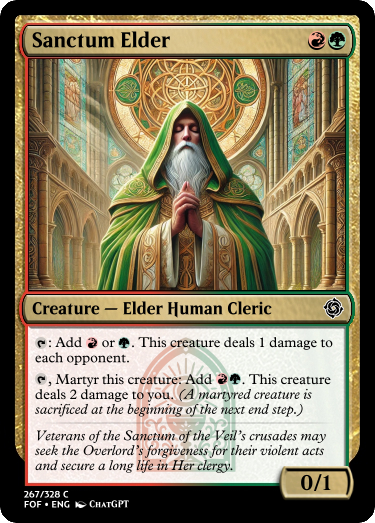 Sanctum Elder
Creature — Elder Human Cleric
: Add or . This creature deals 1 damage to
each opponent.
, Martyr this creature: Add . This creature
deals 2 damage to you. (A martyred creature is
sacrificed at the beginning of the next end step.)
Veterans of the Sanctum of the Veil's crusades may
seek the Overlord's forgiveness for their violent acts
and secure a long life in Her clergy.
0/1
267/328 C
FOF • ENG ChatGPT